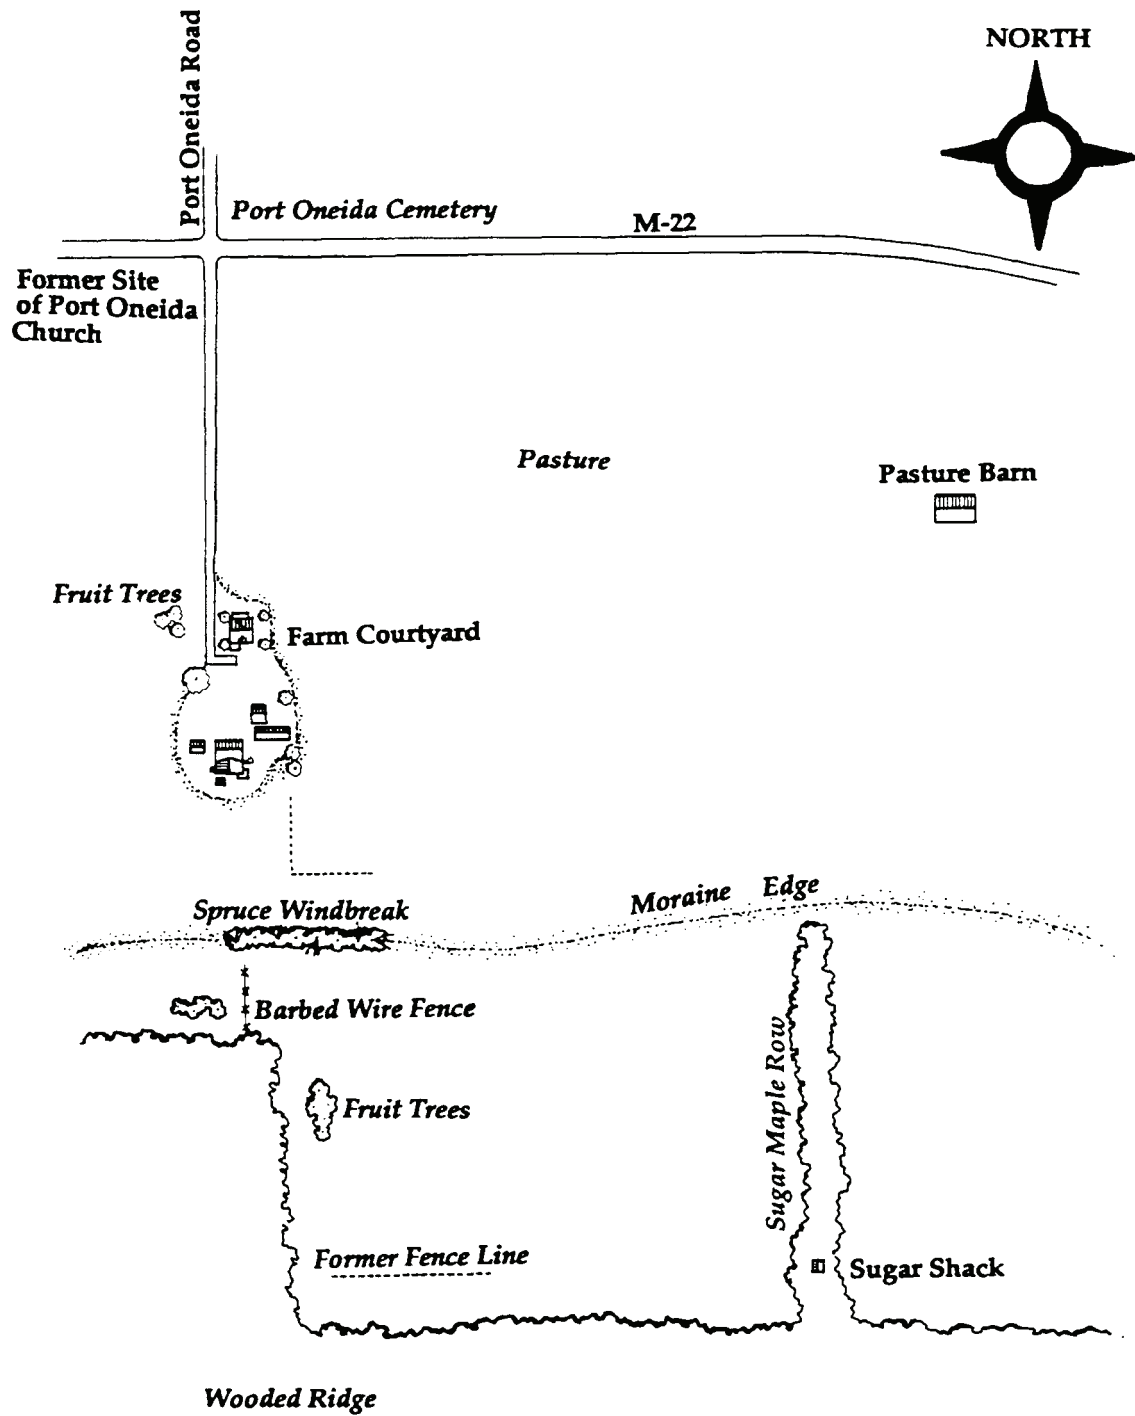 NORTH
Port Oneida Road
Port Oneida Cemetery
M-22
Former Site
of Port Oneida
Church
Pasture
Pasture Barn
Fruit Trees
Farm Courtyard
Moraine Edge
Spruce Windbreak
Barbed Wire Fence
Sugar Maple Row
Fruit Trees
Former Fence Line
Sugar Shack
Wooded Ridge